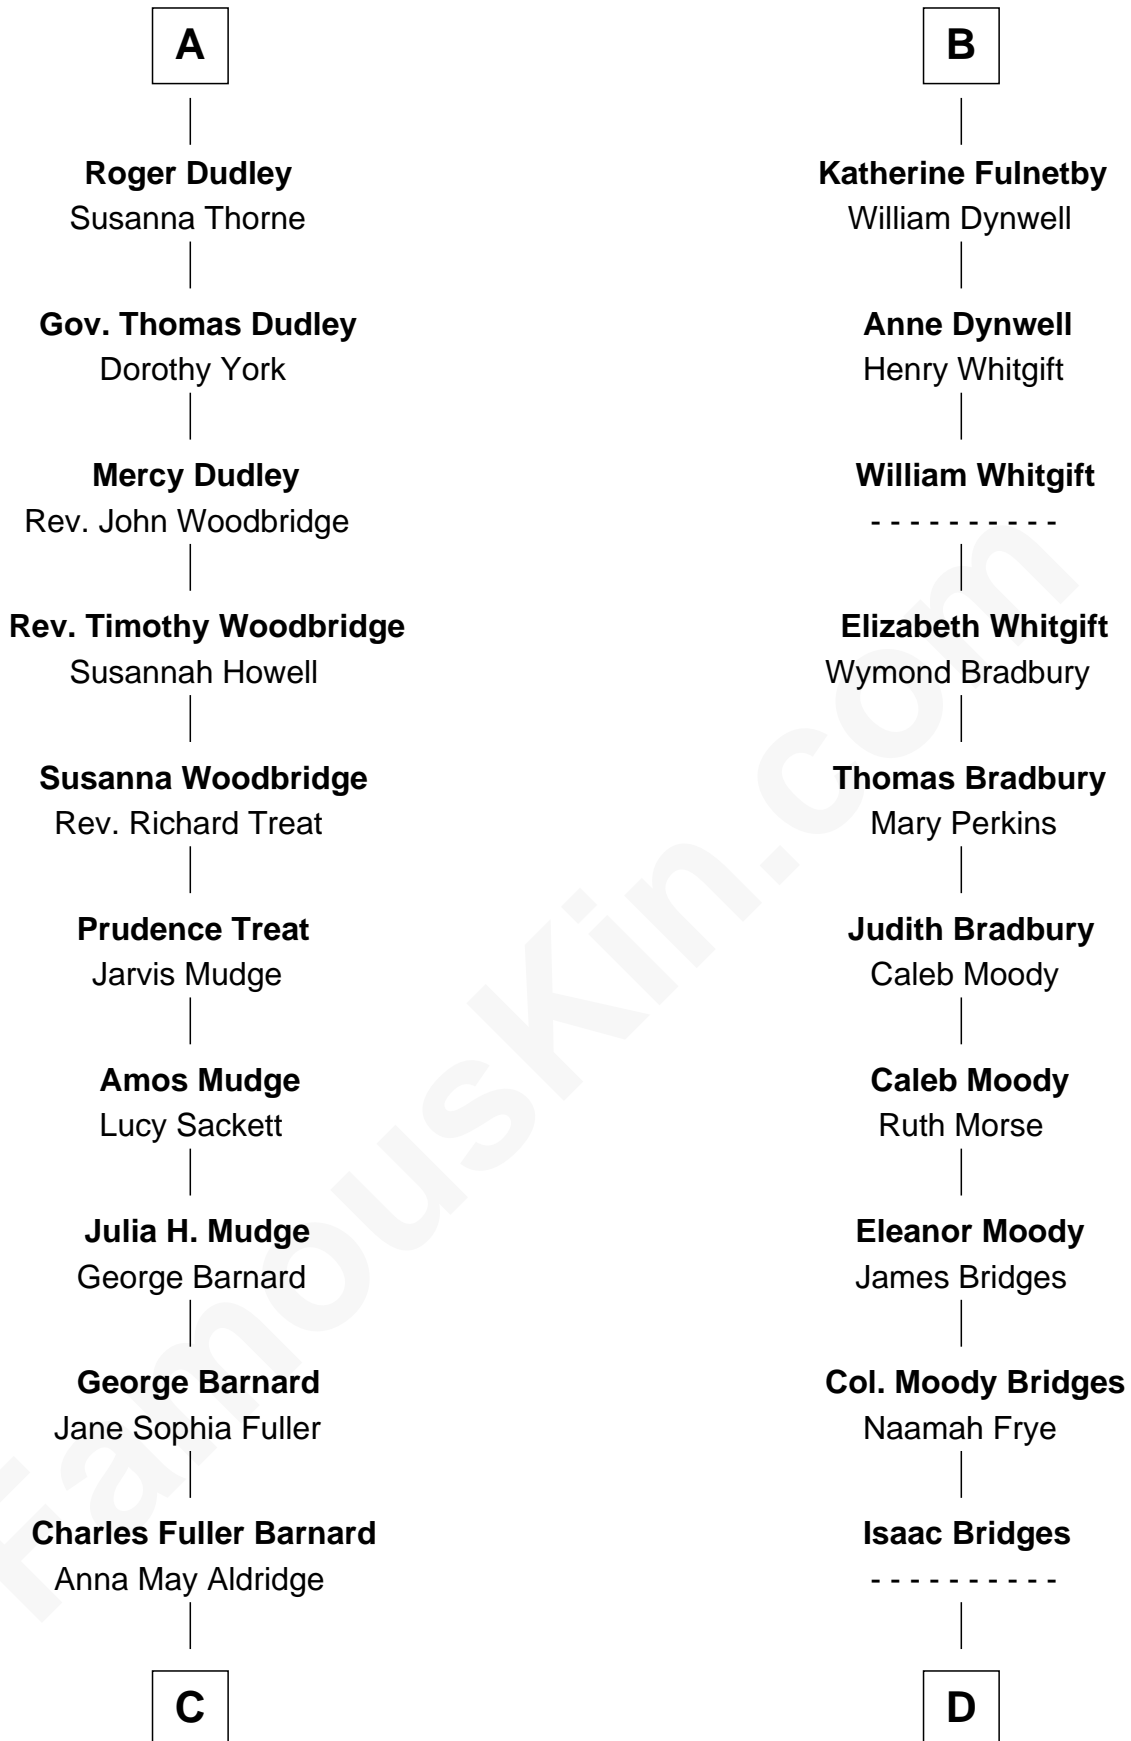 A
Roger Dudley
Susanna Thorne
Gov. Thomas Dudley
Dorothy York
Mercy Dudley
Rev. John Woodbridge
Rev. Timothy Woodbridge
Susannah Howell
Susanna Woodbridge
Rev. Richard Treat
Prudence Treat
Jarvis Mudge
Amos Mudge
Lucy Sackett
Julia H. Mudge
George Barnard
George Barnard
Jane Sophia Fuller
Charles Fuller Barnard
Anna May Aldridge
C
B
Katherine Fulnetby
William Dynwell
Anne Dynwell
Henry Whitgift
William Whitgift
- - - - - - - - - -
Elizabeth Whitgift
Wymond Bradbury
Thomas Bradbury
Mary Perkins
Judith Bradbury
Caleb Moody
Caleb Moody
Ruth Morse
Eleanor Moody
James Bridges
Col. Moody Bridges
Naamah Frye
Isaac Bridges
- - - - - - - - - -
D
FamousKin.com